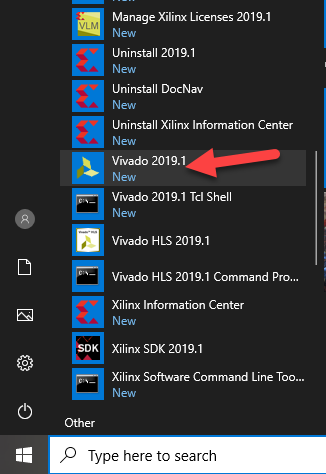 Manage Xilinx Licenses 2019.1
New
Uninstall 2019.1
New
Uninstall DocNav
New
Uninstall Xilinx Information Center
New
Vivado 2019.1
New
Vivado 2019.1 Tcl Shell
New
Vivado HLS 2019.1
Vivado HLS 2019.1 Command Pro...
Xilinx Information Center
New
SDK
Xilinx SDK 2019.1
Xilinx Software Command Line Too...
New
Other
Type here to search